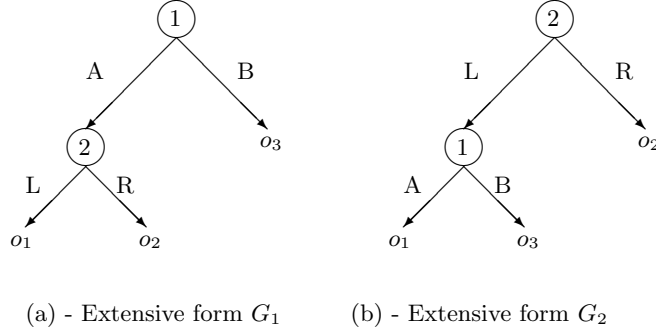 1 2
A B L R
2 o₃ 1 o₂
L R A B
o₁ o₂ o₁ o₃
(a) - Extensive form G₁ (b) - Extensive form G₂